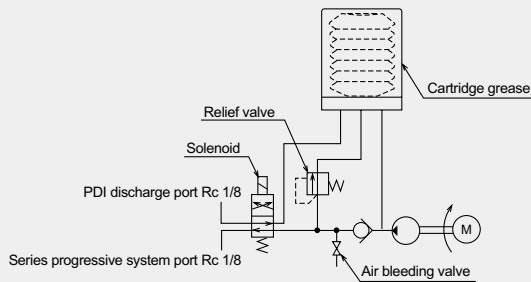 Cartridge grease
Relief valve
Solenoid
PDI discharge port Rc 1/8
M
Series progressive system port Rc 1/8
Air bleeding valve